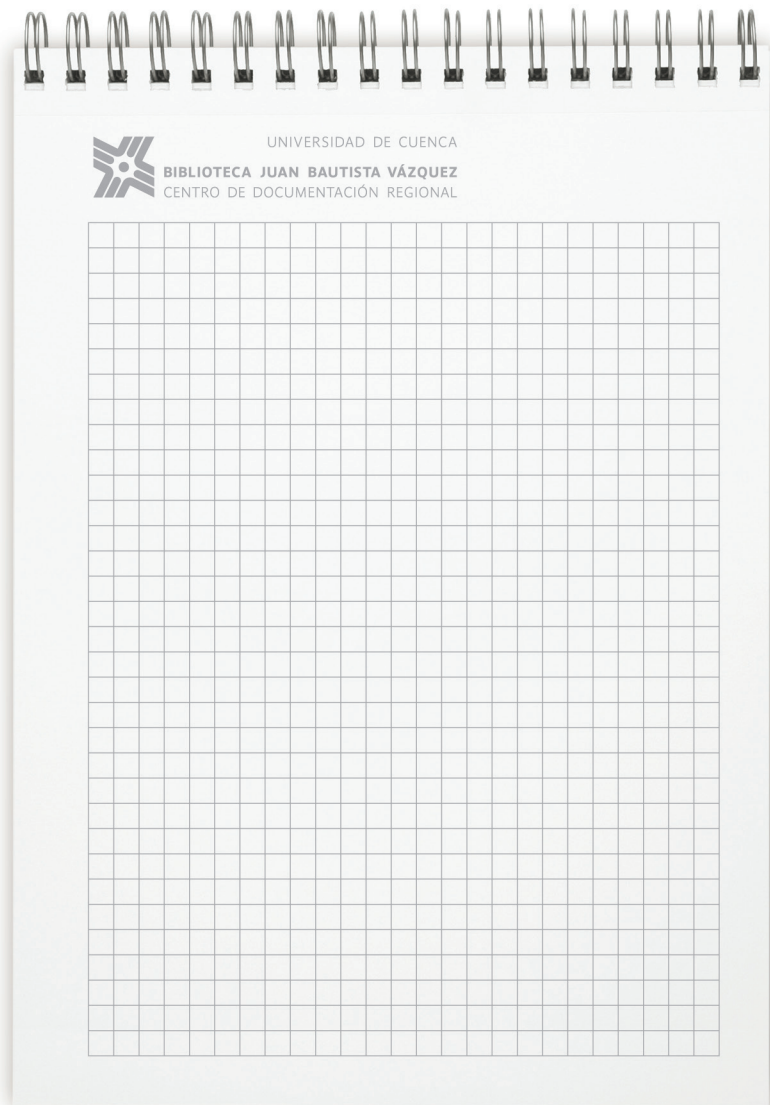 UNIVERSIDAD DE CUENCA
BIBLIOTECA JUAN BAUTISTA VÁZQUEZ
CENTRO DE DOCUMENTACIÓN REGIONAL